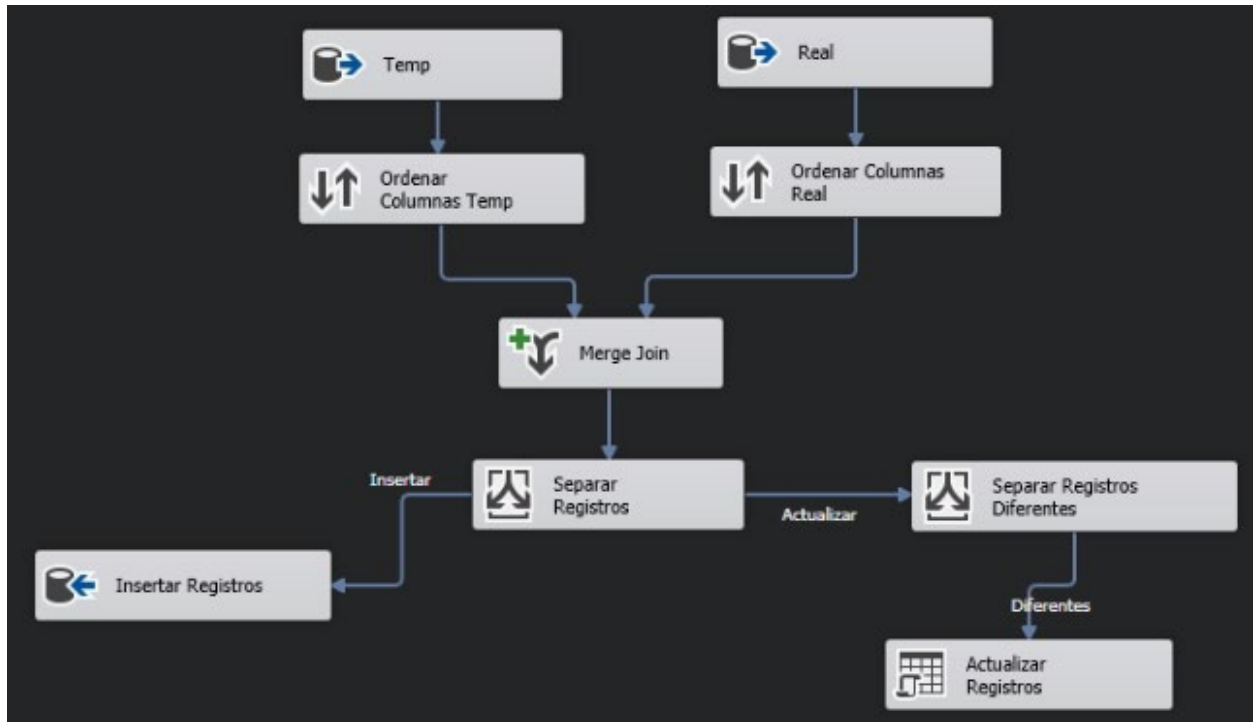 Temp
Real
Ordenar
Columnas Temp
Ordenar Columnas
Real
Merge Join
Insertar
Separar
Registros
Actualizar
Separar Registros
Diferentes
Insertar Registros
Diferentes
Actualizar
Registros